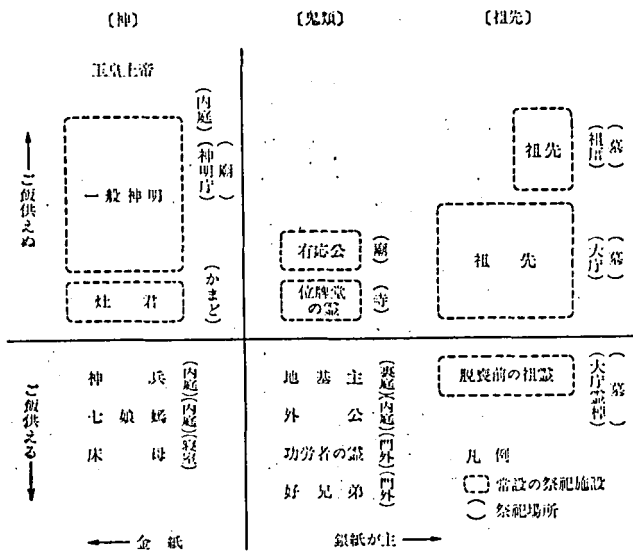 〔神〕 〔鬼類〕 〔祖先〕
玉皇上帝
(内庭)
一般神明 (神明庁) (廟)
祖先 (祖厝) (墓)
有応公 (廟)
祖先 (大庁) (墓)
灶君 (かまど)
位牌堂の霊 (寺)
←ご飯供えぬ
ご飯供える→
神兵 (内庭)
七娘媽 (内庭)
床母 (寝室)
地基主 (裏庭)
外公 (内庭)
功労者の霊 (門外)
好兄弟 (門外)
脱喪前の祖霊 (大庁霊棹) (墓)
凡例
常設の祭祀施設
( ) 祭祀場所
← 金紙
銀紙が主 →